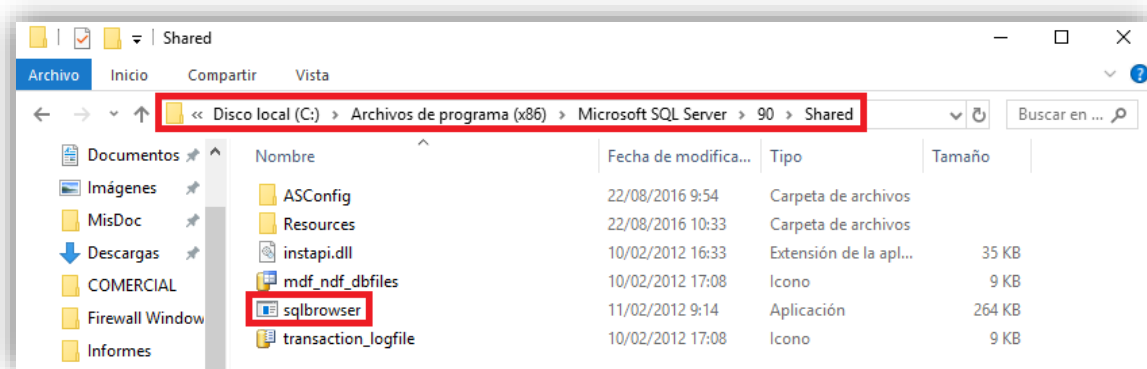 Shared
Archivo Inicio Compartir Vista
« Disco local (C:) > Archivos de programa (x86) > Microsoft SQL Server > 90 > Shared
Buscar en ...
Documentos
Imágenes
MisDoc
Descargas
COMERCIAL
Firewall Window
Informes
Nombre Fecha de modifica... Tipo Tamaño
ASConfig 22/08/2016 9:54 Carpeta de archivos
Resources 22/08/2016 10:33 Carpeta de archivos
instapi.dll 10/02/2012 16:33 Extensión de la apl... 35 KB
mdf_ndf_dbfiles 10/02/2012 17:08 Icono 9 KB
sqlbrowser 11/02/2012 9:14 Aplicación 264 KB
transaction_logfile 10/02/2012 17:08 Icono 9 KB